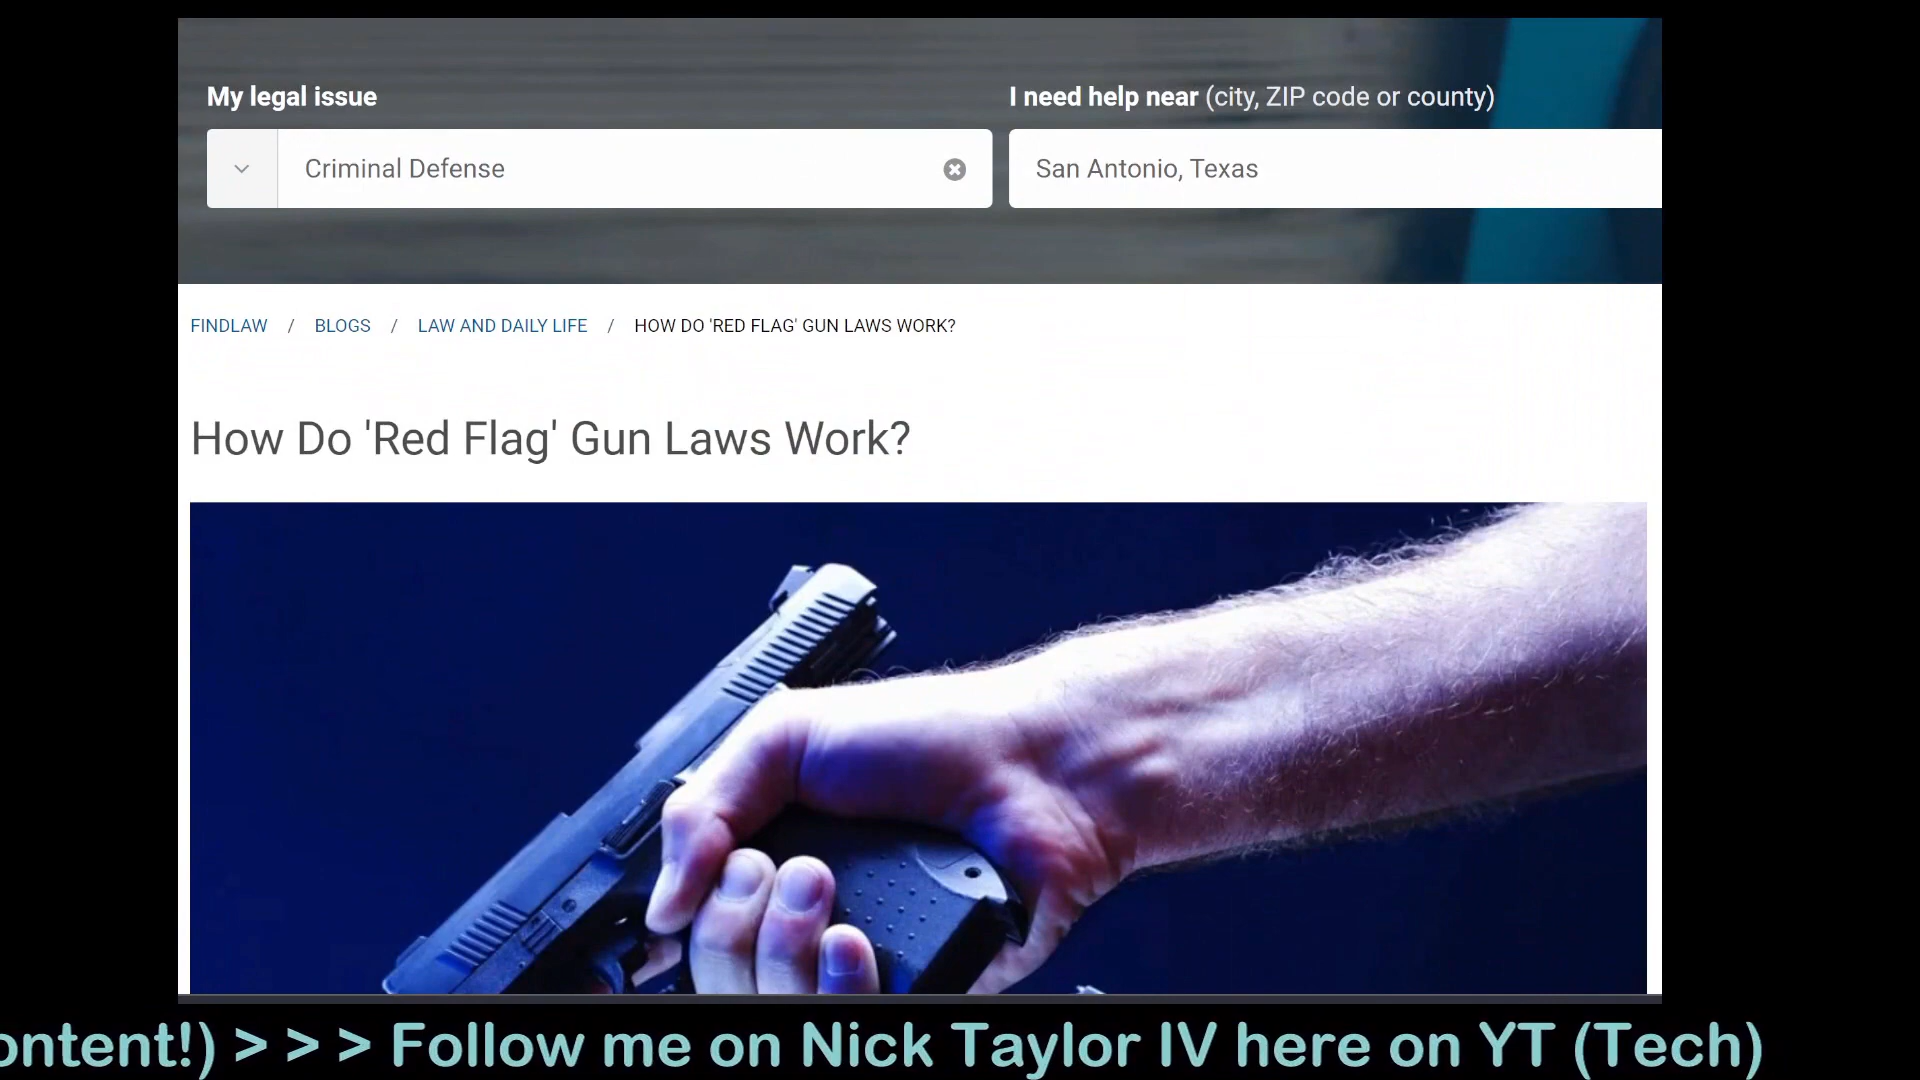 My legal issue
I need help near (city, ZIP code or county)
Criminal Defense
San Antonio, Texas
FINDLAW / BLOGS / LAW AND DAILY LIFE / HOW DO 'RED FLAG' GUN LAWS WORK?
How Do 'Red Flag' Gun Laws Work?
ontent!) > > > Follow me on Nick Taylor IV here on YT (Tech)